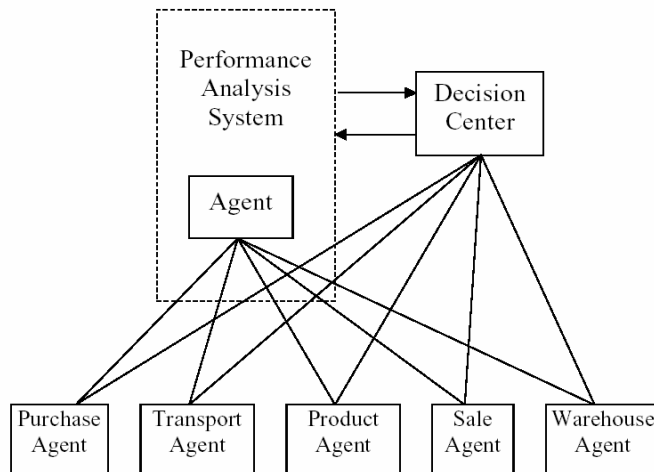 Performance
Analysis
System
Decision
Center
Agent
Purchase
Agent
Transport
Agent
Product
Agent
Sale
Agent
Warehouse
Agent